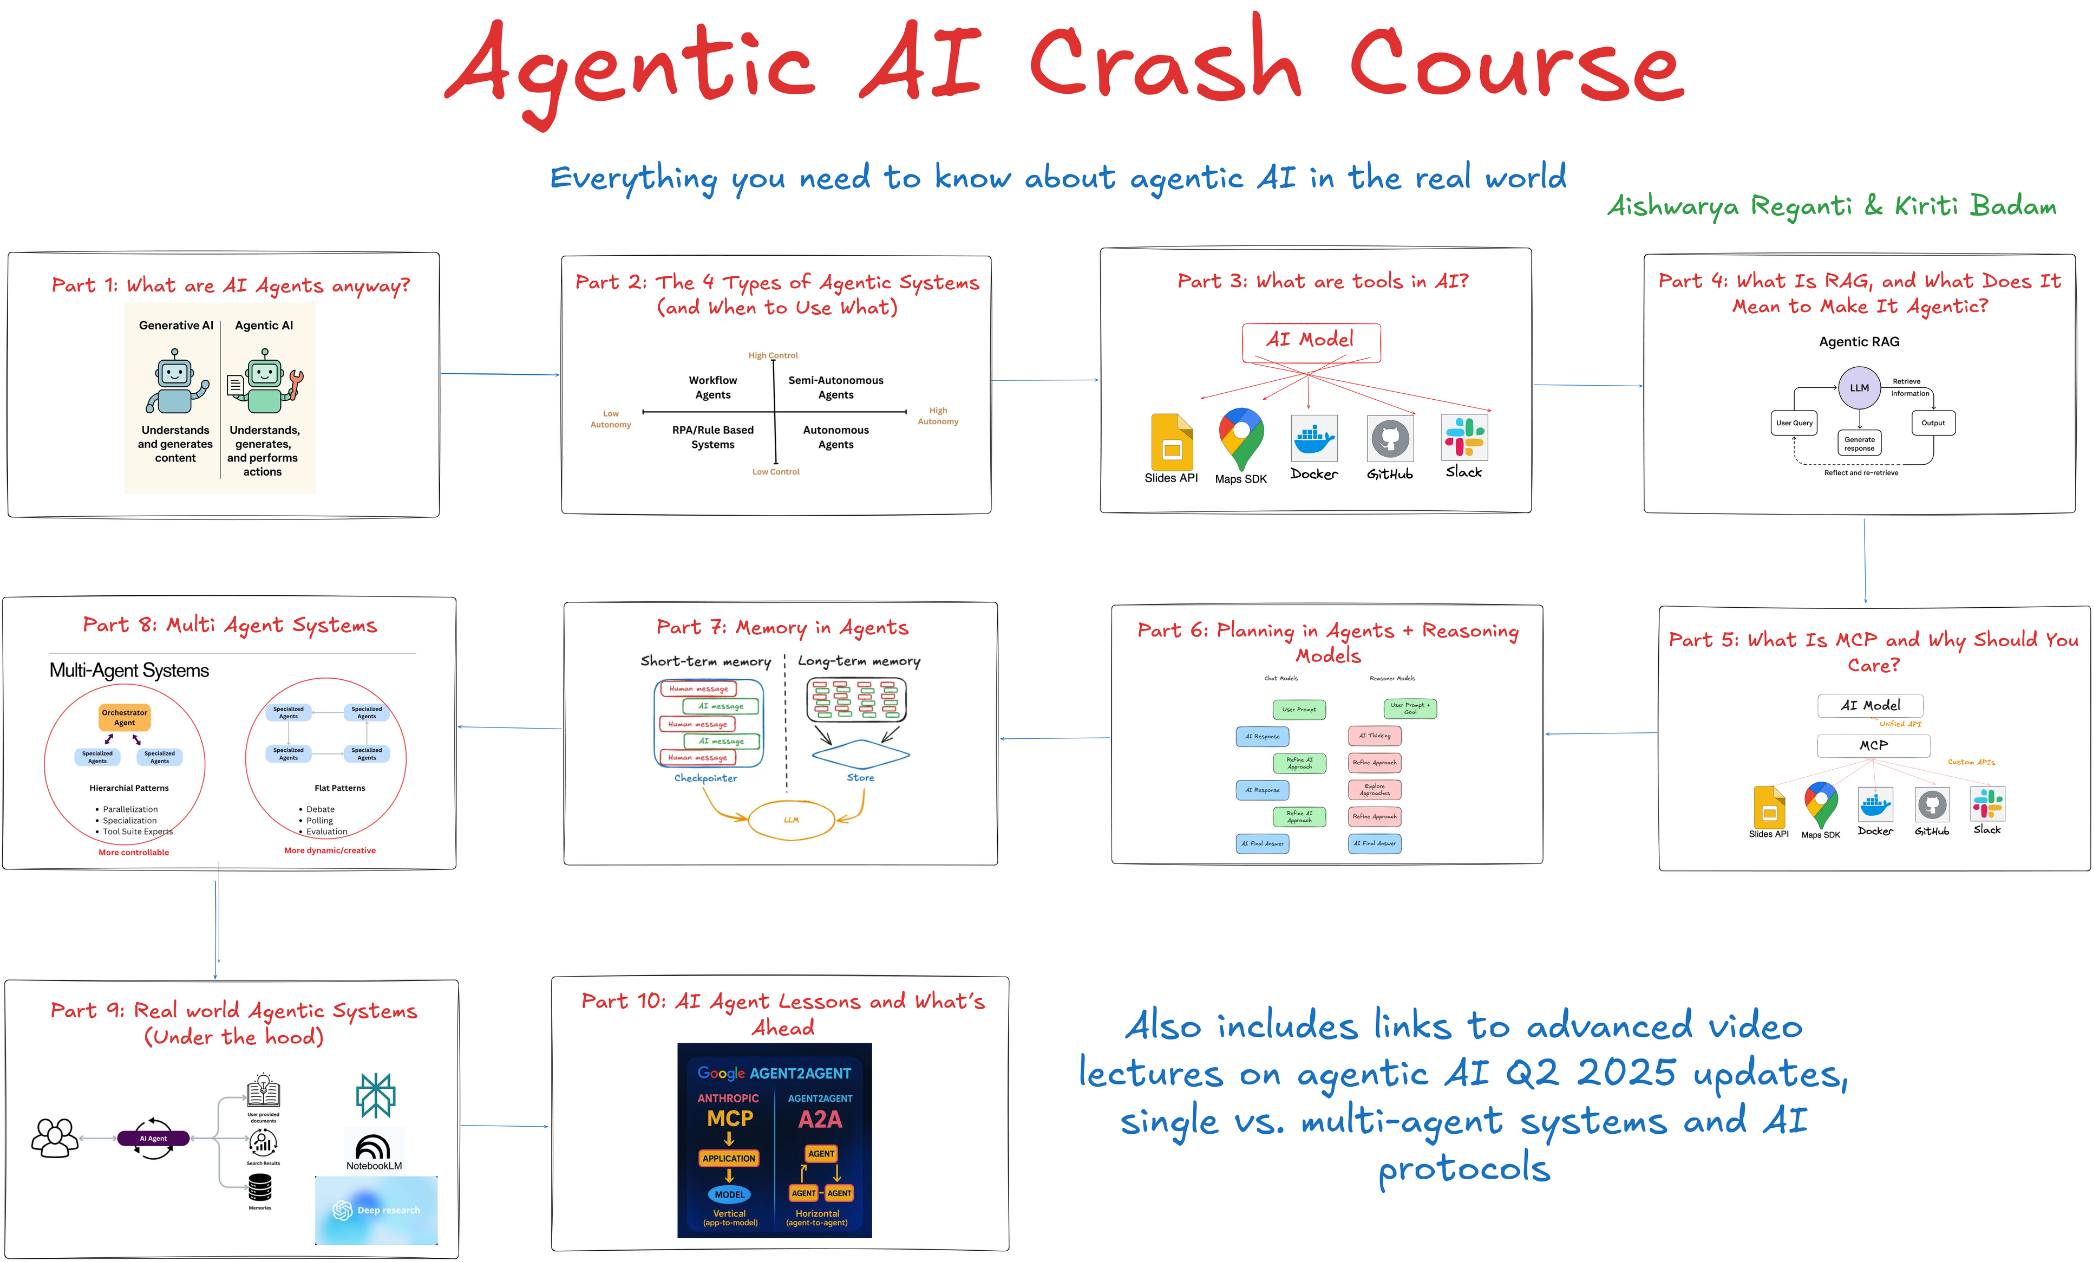 Agentic AI Crash Course
Everything you need to know about agentic AI in the real world
Aishwarya Reganti & Kiriti Badam
Part 1: What are AI Agents anyway?
Generative AI
Agentic AI
Understands
and generates
content
Understands,
generates,
and performs
actions
Part 2: The 4 Types of Agentic Systems
(and When to Use What)
High Control
Workflow
Agents
Semi-Autonomous
Agents
Low
Autonomy
High
Autonomy
RPA/Rule Based
Systems
Autonomous
Agents
Low Control
Part 3: What are tools in AI?
AI Model
Slides API
Maps SDK
Docker
GitHub
Slack
Part 4: What Is RAG, and What Does It
Mean to Make It Agentic?
Agentic RAG
LLM
Retrieve
Information
User Query
Generate
response
Output
Reflect and re-retrieve
Part 5: What Is MCP and Why Should You
Care?
AI Model
Unified API
MCP
Custom APIs
Slides API
Maps SDK
Docker
GitHub
Slack
Part 6: Planning in Agents + Reasoning
Models
Chat Models
Reasoner Models
User Prompt
User Prompt +
Goal
AI Response
AI Thinking
Refine AI
Approach
Refine Approach
AI Response
Explore
Approaches
Refine AI
Approach
Refine Approach
AI Final Answer
AI Final Answer
Part 7: Memory in Agents
Short-term memory
Long-term memory
Human message
AI message
Human message
AI message
Human message
Checkpointer
Store
LLM
Part 8: Multi Agent Systems
Multi-Agent Systems
Orchestrator
Agent
Specialized
Agents
Specialized
Agents
Hierarchial Patterns
• Parallelization
• Specialization
• Tool Suite Experts
More controllable
Specialized
Agents
Specialized
Agents
Specialized
Agents
Specialized
Agents
Flat Patterns
• Debate
• Polling
• Evaluation
More dynamic/creative
Part 9: Real world Agentic Systems
(Under the hood)
User provided
documents
AI Agent
Search Results
Memories
NotebookLM
Deep research
Part 10: AI Agent Lessons and What's
Ahead
Google AGENT2AGENT
ANTHROPIC
MCP
APPLICATION
MODEL
Vertical
(app-to-model)
AGENT2AGENT
A2A
AGENT
AGENT
AGENT
Horizontal
(agent-to-agent)
Also includes links to advanced video
lectures on agentic AI Q2 2025 updates,
single vs. multi-agent systems and AI
protocols